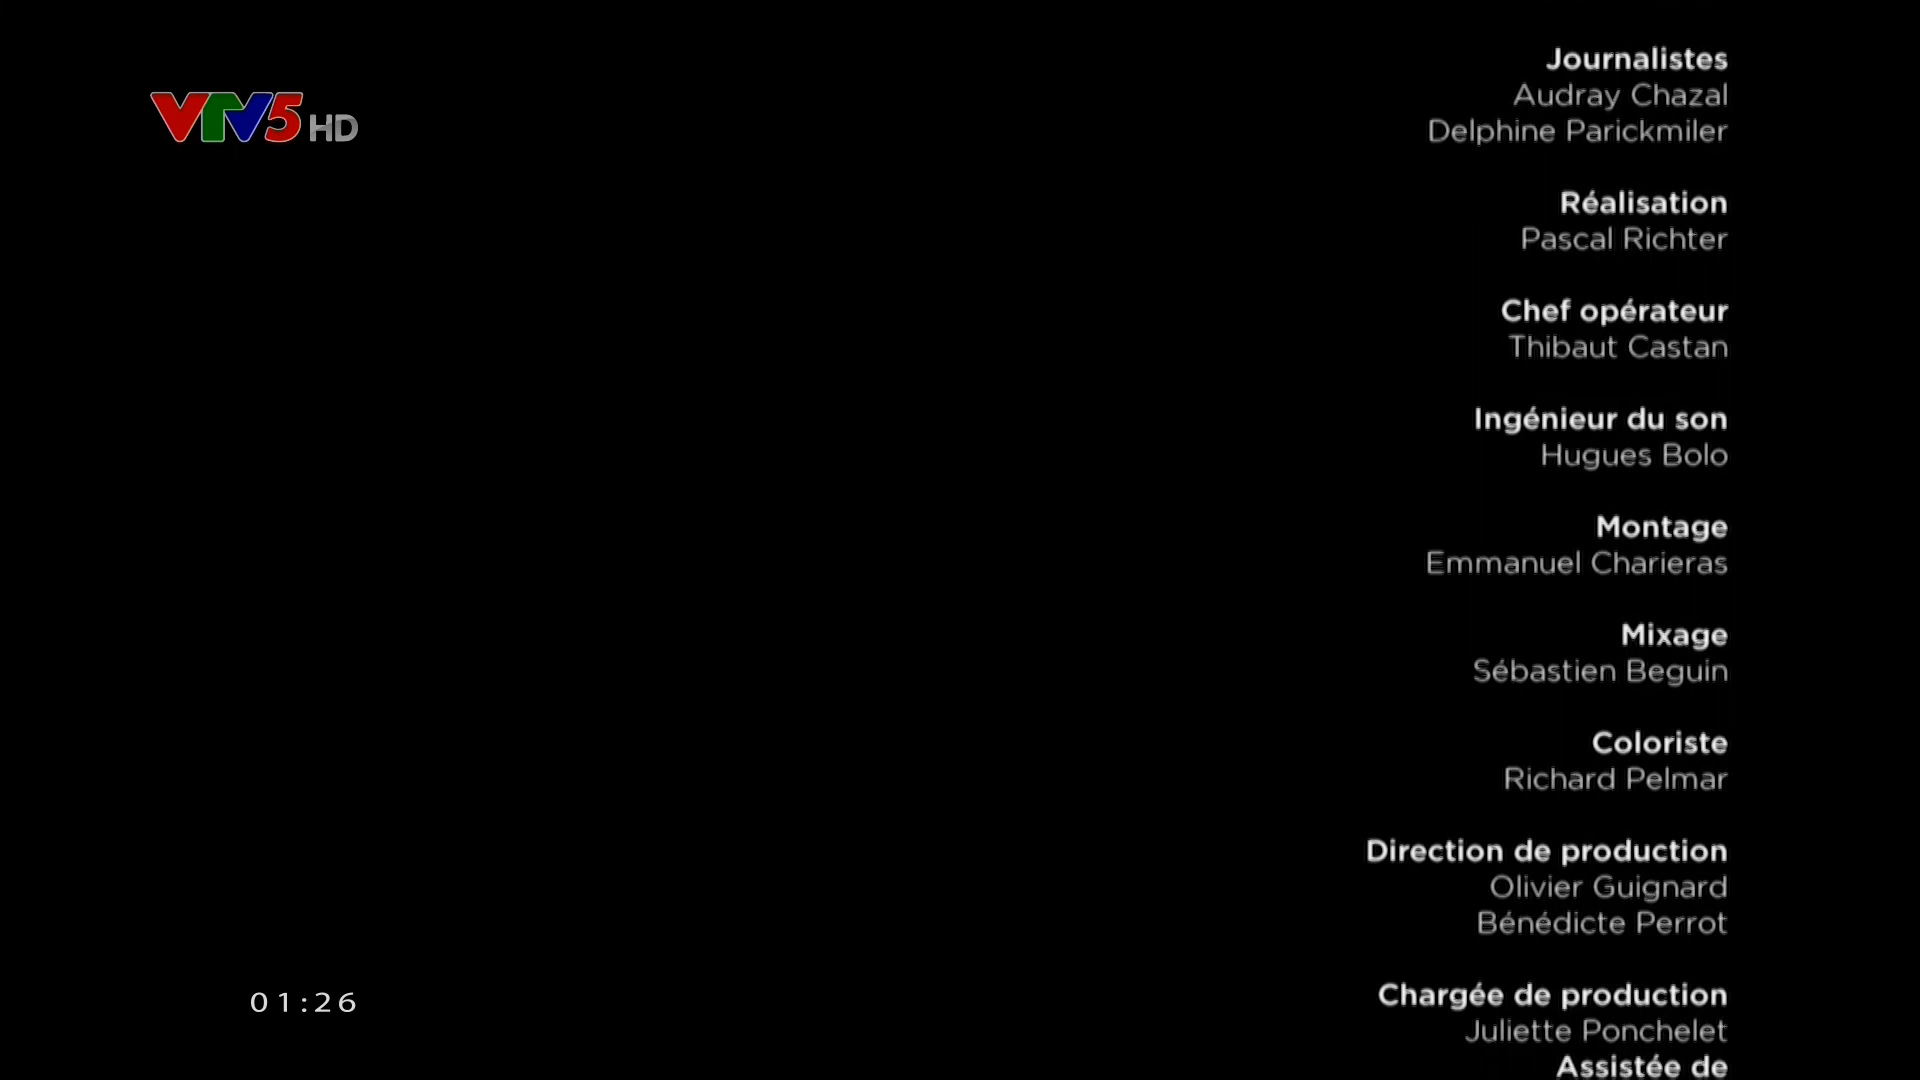 VTV5 HD
Journalistes
Audray Chazal
Delphine Parickmiler
Réalisation
Pascal Richter
Chef opérateur
Thibaut Castan
Ingénieur du son
Hugues Bolo
Montage
Emmanuel Charieras
Mixage
Sébastien Beguin
Coloriste
Richard Pelmar
Direction de production
Olivier Guignard
Bénédicte Perrot
Chargée de production
Juliette Ponchelet
Assistée de
01:26